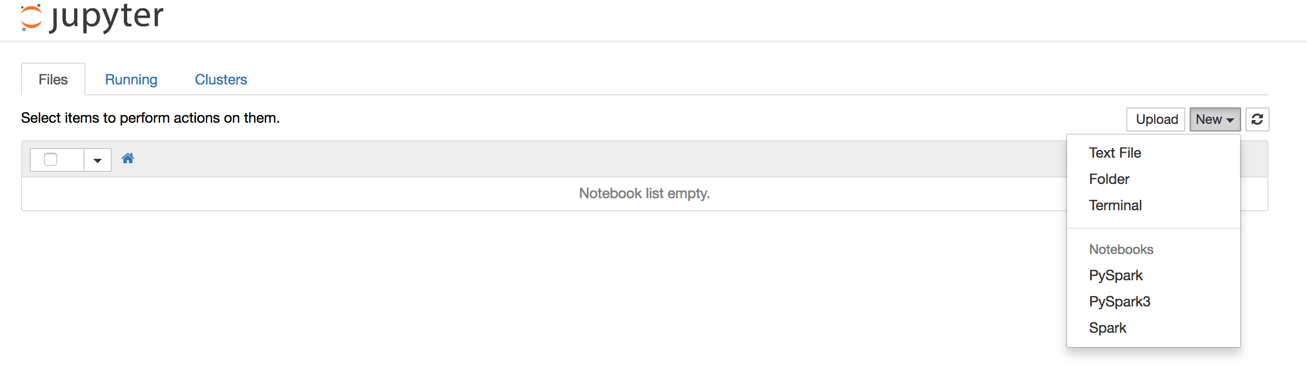 jupyter
Files Running Clusters
Select items to perform actions on them. Upload New
Notebook list empty.
Text File
Folder
Terminal
Notebooks
PySpark
PySpark3
Spark